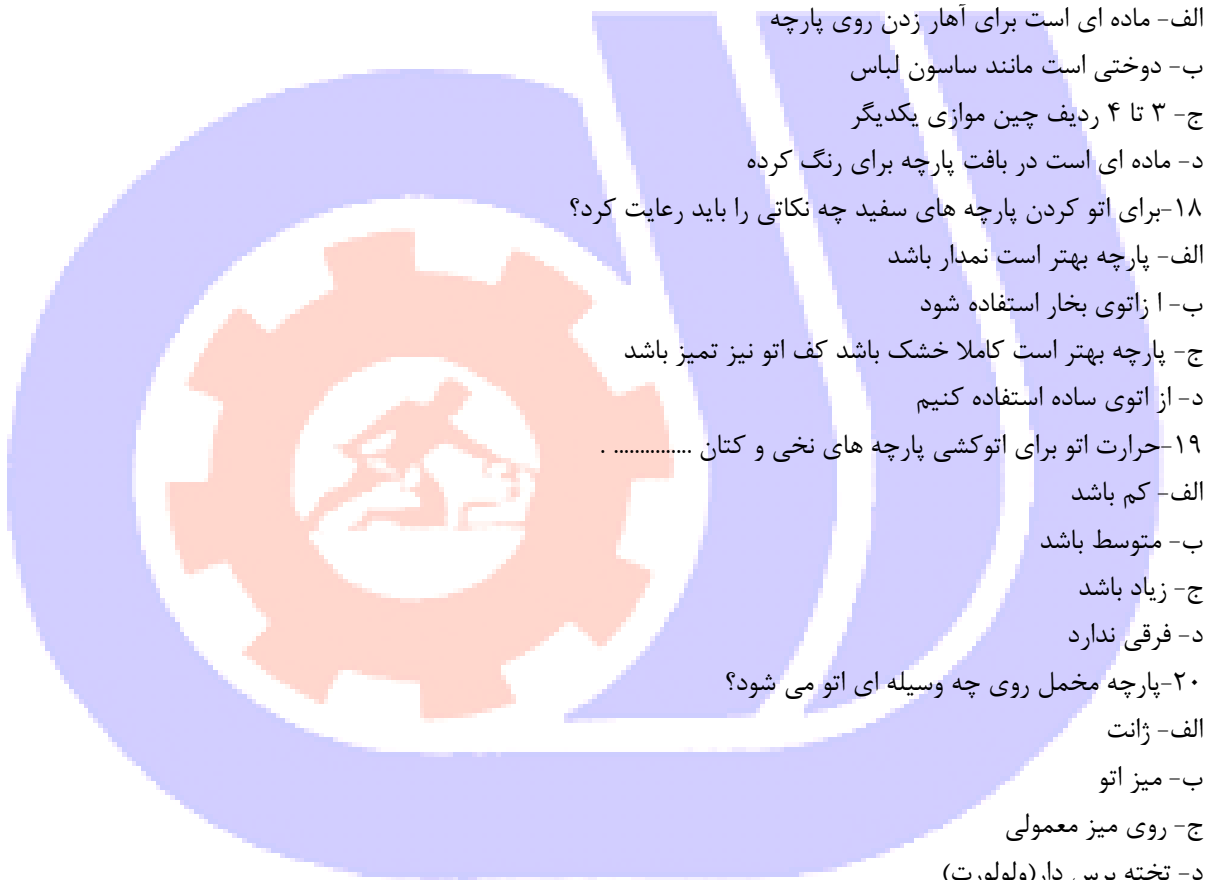 الف- ماده ای است برای آهار زدن روی پارچه
ب- دوختی است مانند ساسون لباس
ج- ۳ تا ۴ ردیف چین موازی یکدیگر
د- ماده ای است در بافت پارچه برای رنگ کرده
۱۸-برای اتو کردن پارچه های سفید چه نکاتی را باید رعایت کرد؟
الف- پارچه بهتر است نمدار باشد
ب- ا زاتوی بخار استفاده شود
ج- پارچه بهتر است کاملا خشک باشد کف اتو نیز تمیز باشد
د- از اتوی ساده استفاده کنیم
۱۹-حرارت اتو برای اتوکشی پارچه های نخی و کتان ............... .
الف- کم باشد
ب- متوسط باشد
ج- زیاد باشد
د- فرقی ندارد
۲۰-پارچه مخمل روی چه وسیله ای اتو می شود؟
الف- ژانت
ب- میز اتو
ج- روی میز معمولی
د- تخته برس دار(ولولورت)